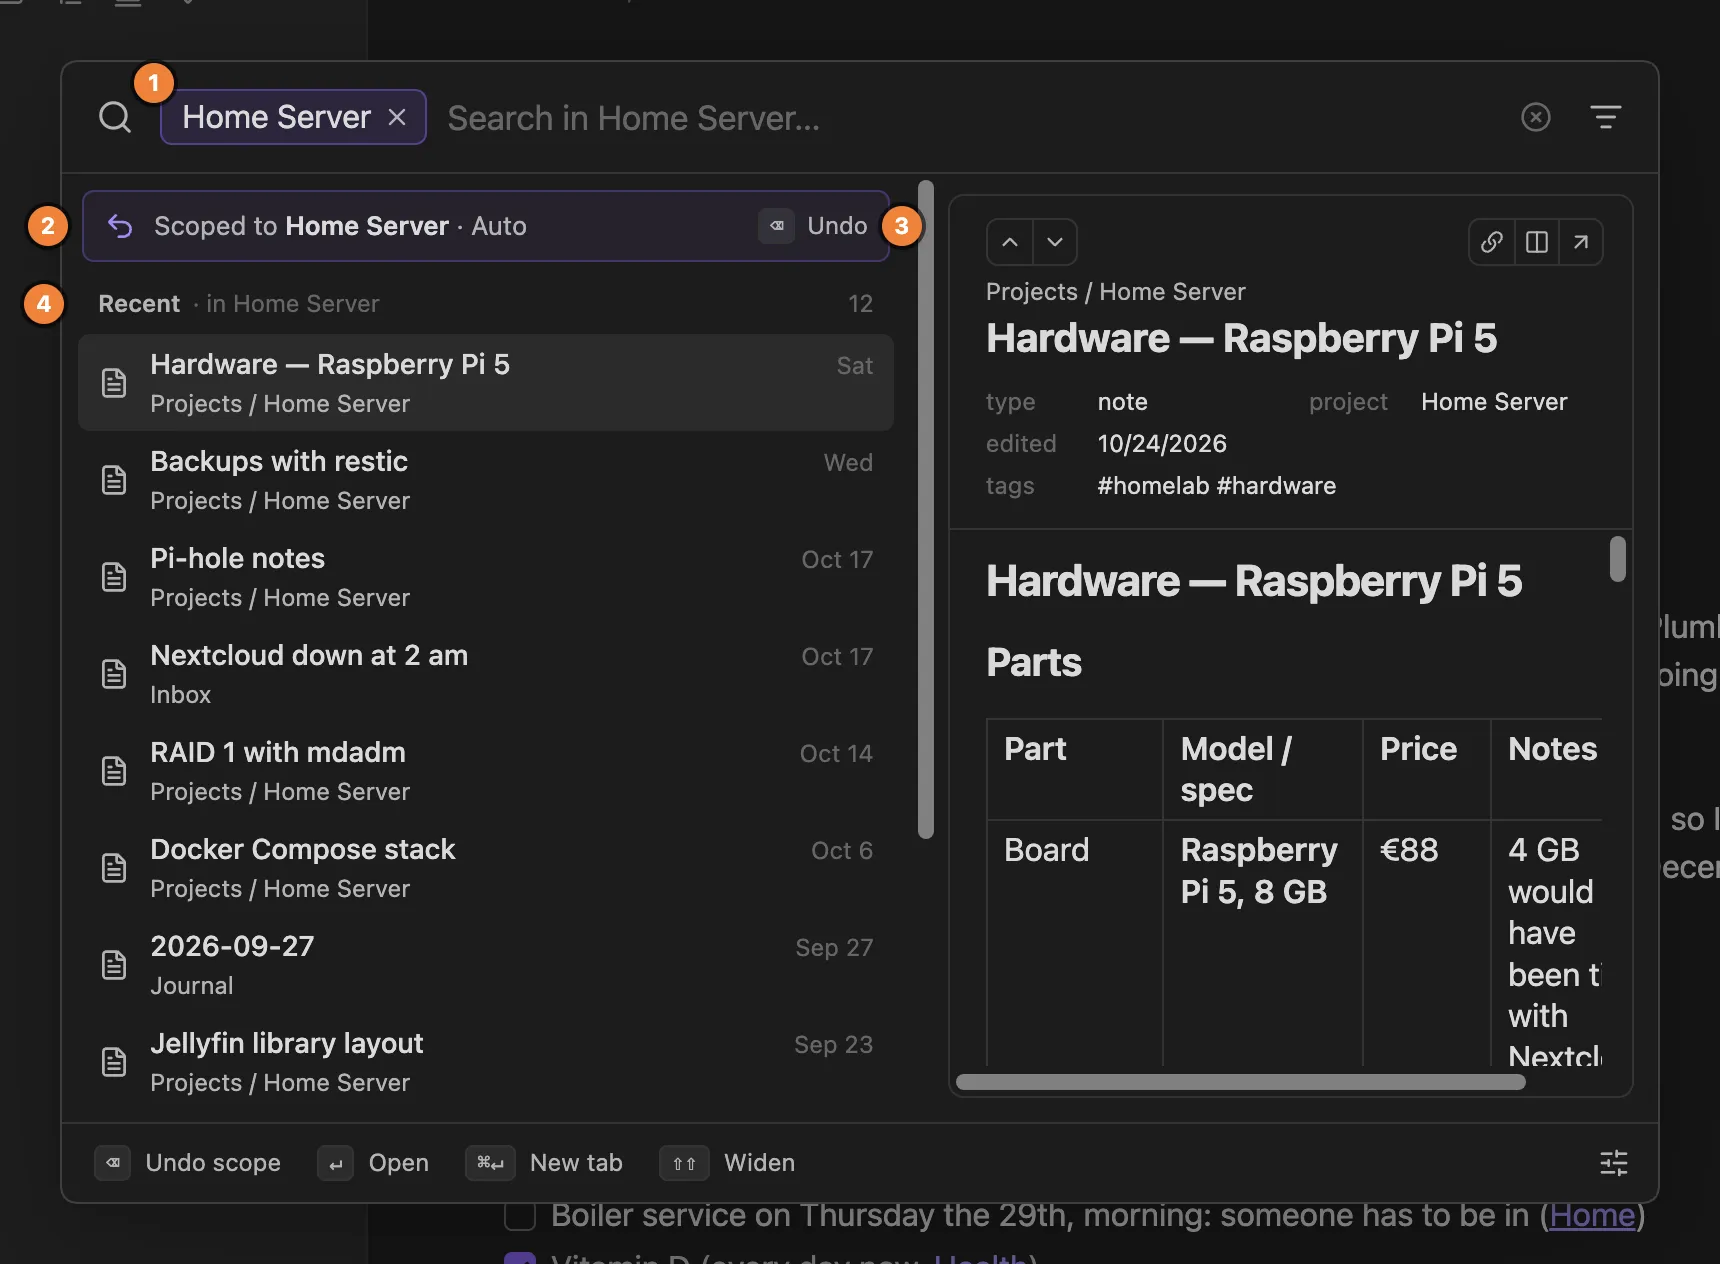 1
Home Server × Search in Home Server...
2 Scoped to Home Server · Auto ⌫ Undo 3
4 Recent · in Home Server 12
Hardware — Raspberry Pi 5 Sat
Projects / Home Server
Backups with restic Wed
Projects / Home Server
Pi-hole notes Oct 17
Projects / Home Server
Nextcloud down at 2 am Oct 17
Inbox
RAID 1 with mdadm Oct 14
Projects / Home Server
Docker Compose stack Oct 6
Projects / Home Server
2026-09-27 Sep 27
Journal
Jellyfin library layout Sep 23
Projects / Home Server
Projects / Home Server
Hardware — Raspberry Pi 5
type note project Home Server
edited 10/24/2026
tags #homelab #hardware
Hardware — Raspberry Pi 5
Parts
Part Model / spec Price Notes
Board Raspberry Pi 5, 8 GB €88 4 GB
would
have
been
with
so
⌫ Undo scope ↵ Open ⌘↵ New tab ⇧⇧ Widen
Boiler service on Thursday the 29th, morning: someone has to be in (Home)
Vitamin D (every day now, Health)